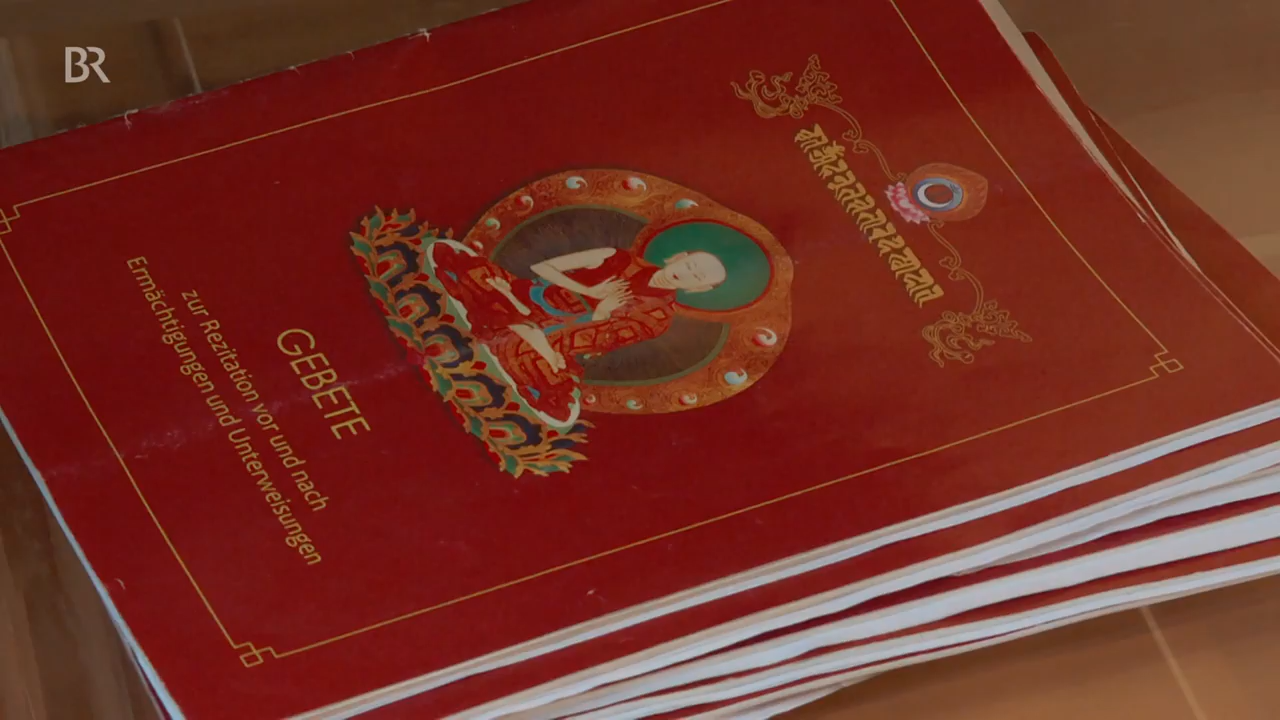 BR
GEBETE
zur Rezitation vor und nach
Ermächtigungen und Unterweisungen